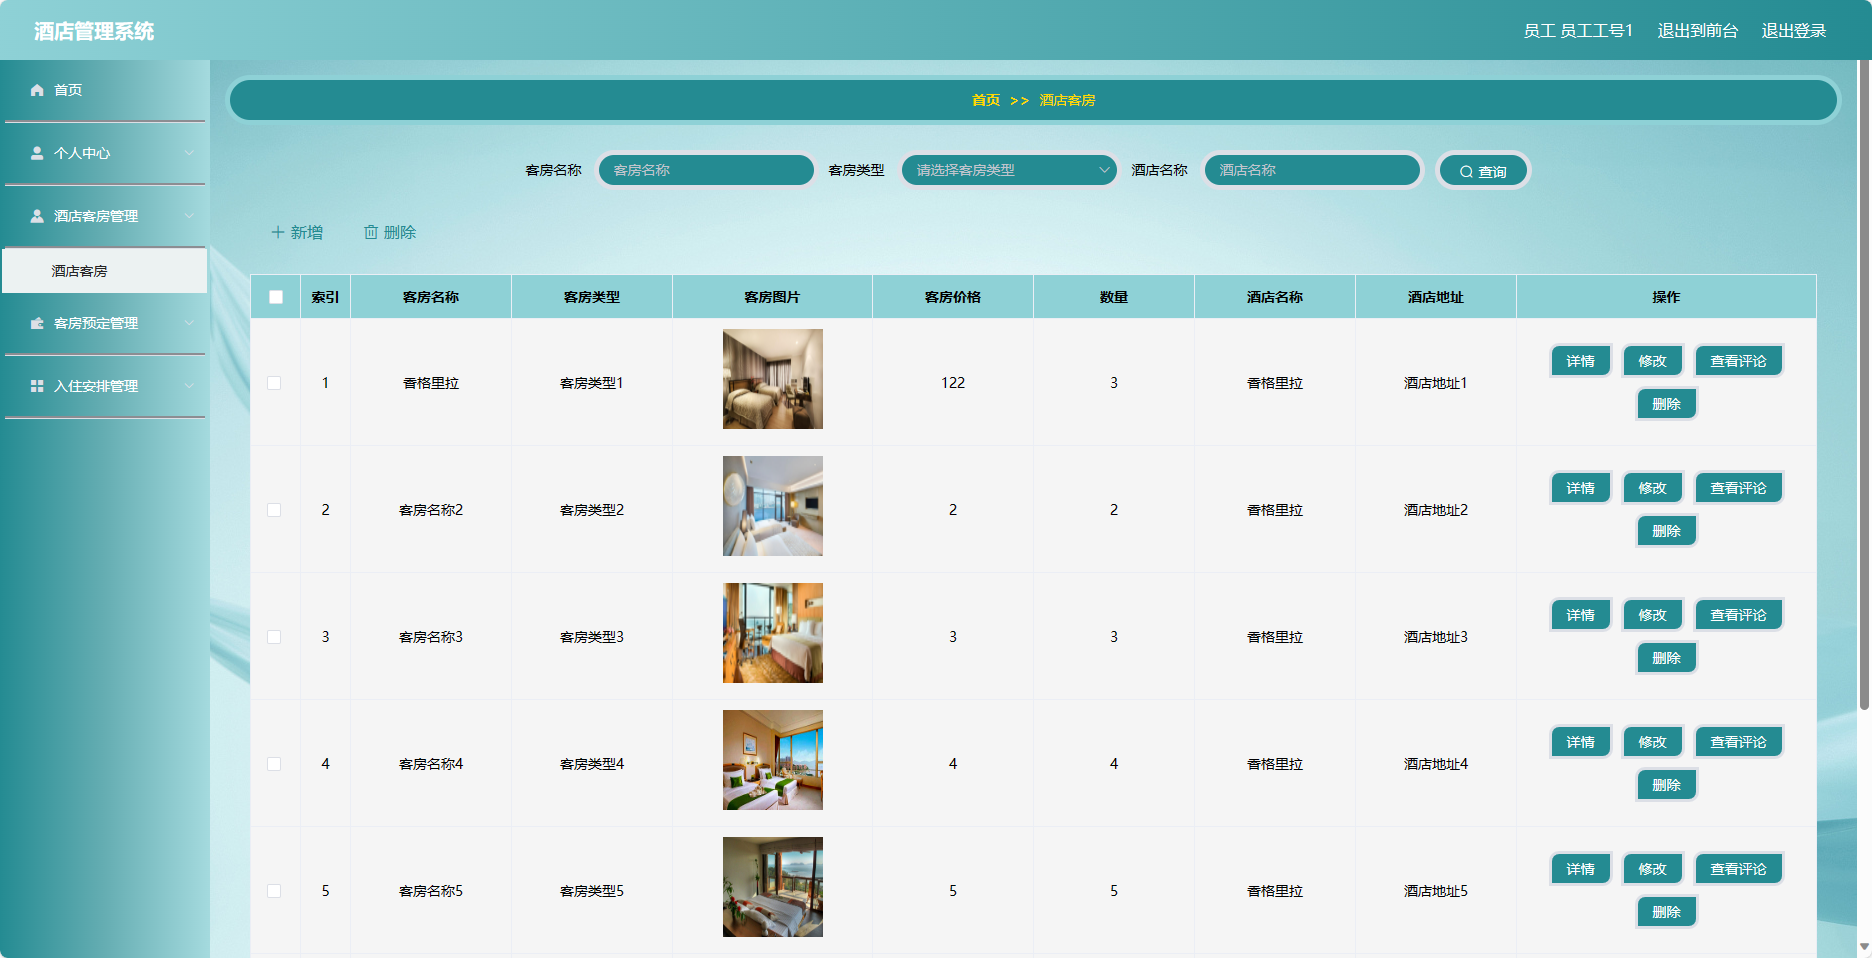 酒店管理系统
员工 员工工号1 退出到前台 退出登录
首页
个人中心
酒店客房管理
酒店客房
客房预定管理
入住安排管理
首页 >> 酒店客房
客房名称 客房名称 客房类型 请选择客房类型 酒店名称 酒店名称 查询
新增 删除
索引 客房名称 客房类型 客房图片 客房价格 数量 酒店名称 酒店地址 操作
1 香格里拉 客房类型1 122 3 香格里拉 酒店地址1 详情 修改 查看评论
删除
2 客房名称2 客房类型2 2 2 香格里拉 酒店地址2 详情 修改 查看评论
删除
3 客房名称3 客房类型3 3 3 香格里拉 酒店地址3 详情 修改 查看评论
删除
4 客房名称4 客房类型4 4 4 香格里拉 酒店地址4 详情 修改 查看评论
删除
5 客房名称5 客房类型5 5 5 香格里拉 酒店地址5 详情 修改 查看评论
删除